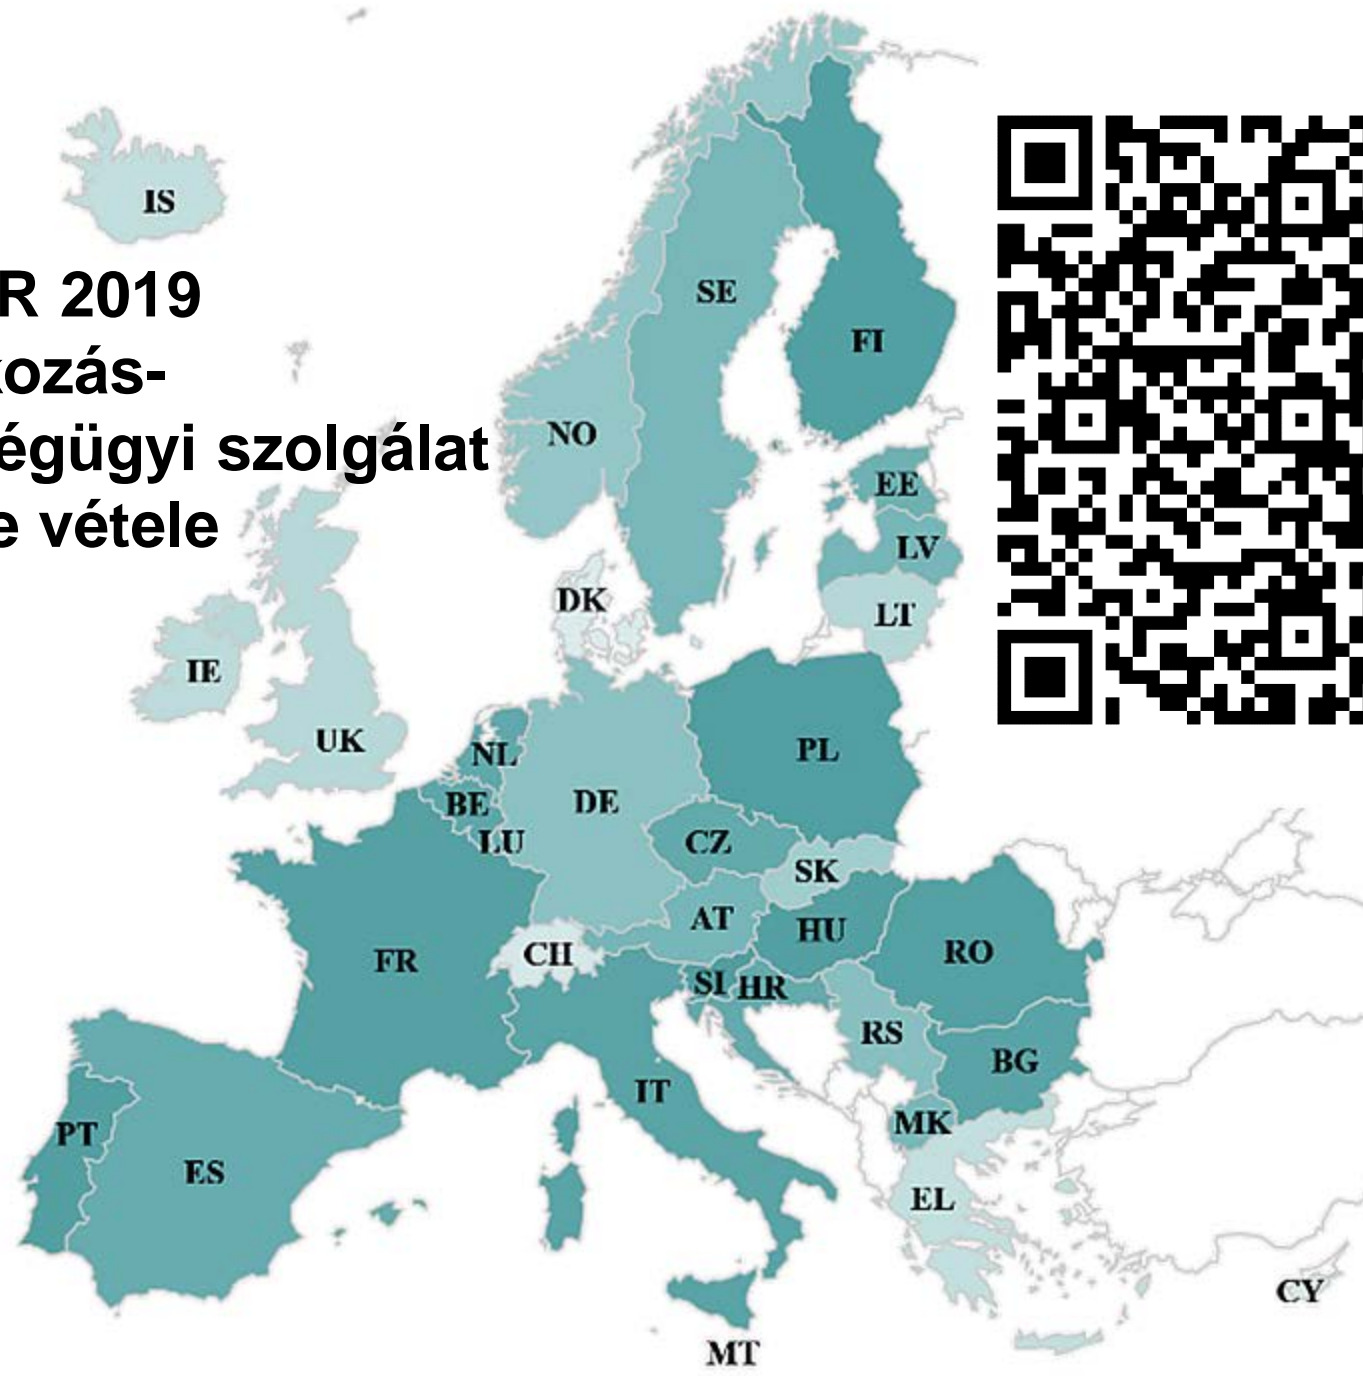 IS
R 2019
kozás-
égügyi szolgálat
e vétele
SE
FI
NO
EE
LV
DK
LT
IE
UK
NL
PL
BE
DE
LU
CZ
SK
AT
HU
FR
CH
RO
SI
HR
RS
BG
IT
MK
PT
ES
EL
CY
MT